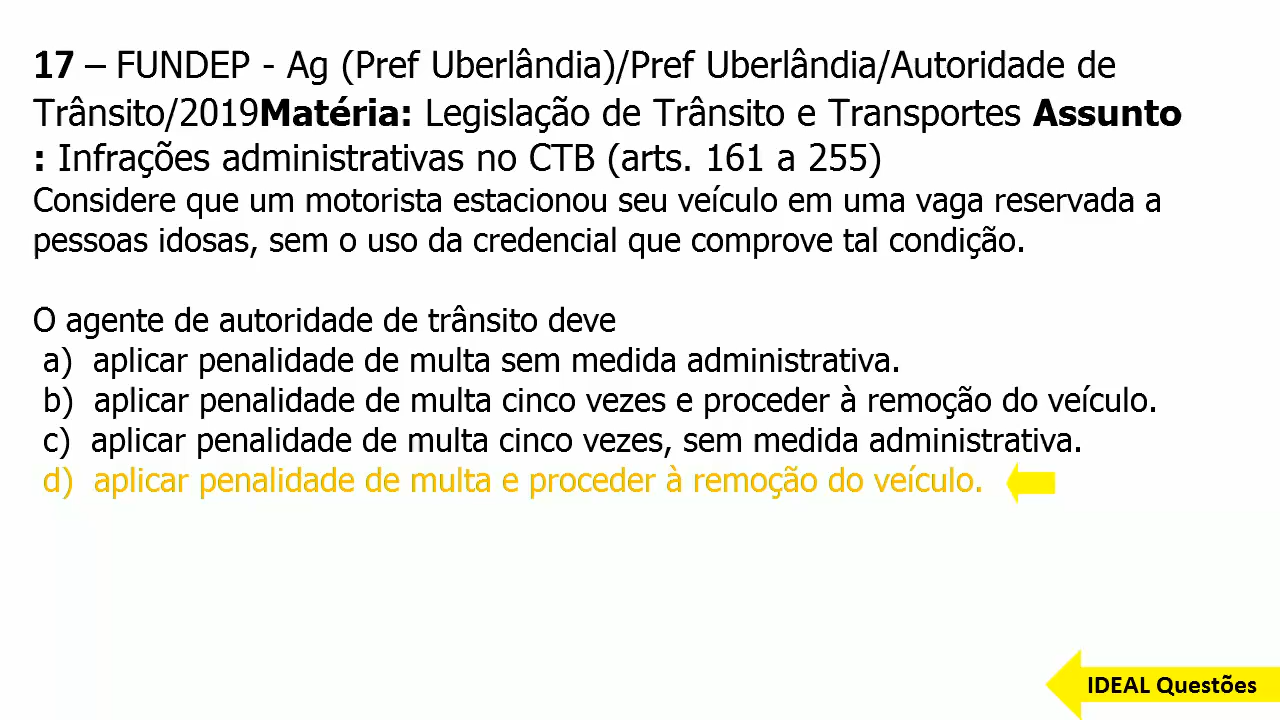 17 – FUNDEP - Ag (Pref Uberlândia)/Pref Uberlândia/Autoridade de
Trânsito/2019Matéria: Legislação de Trânsito e Transportes Assunto
: Infrações administrativas no CTB (arts. 161 a 255)
Considere que um motorista estacionou seu veículo em uma vaga reservada a
pessoas idosas, sem o uso da credencial que comprove tal condição.
O agente de autoridade de trânsito deve
a) aplicar penalidade de multa sem medida administrativa.
b) aplicar penalidade de multa cinco vezes e proceder à remoção do veículo.
c) aplicar penalidade de multa cinco vezes, sem medida administrativa.
d) aplicar penalidade de multa e proceder à remoção do veículo.
IDEAL Questões